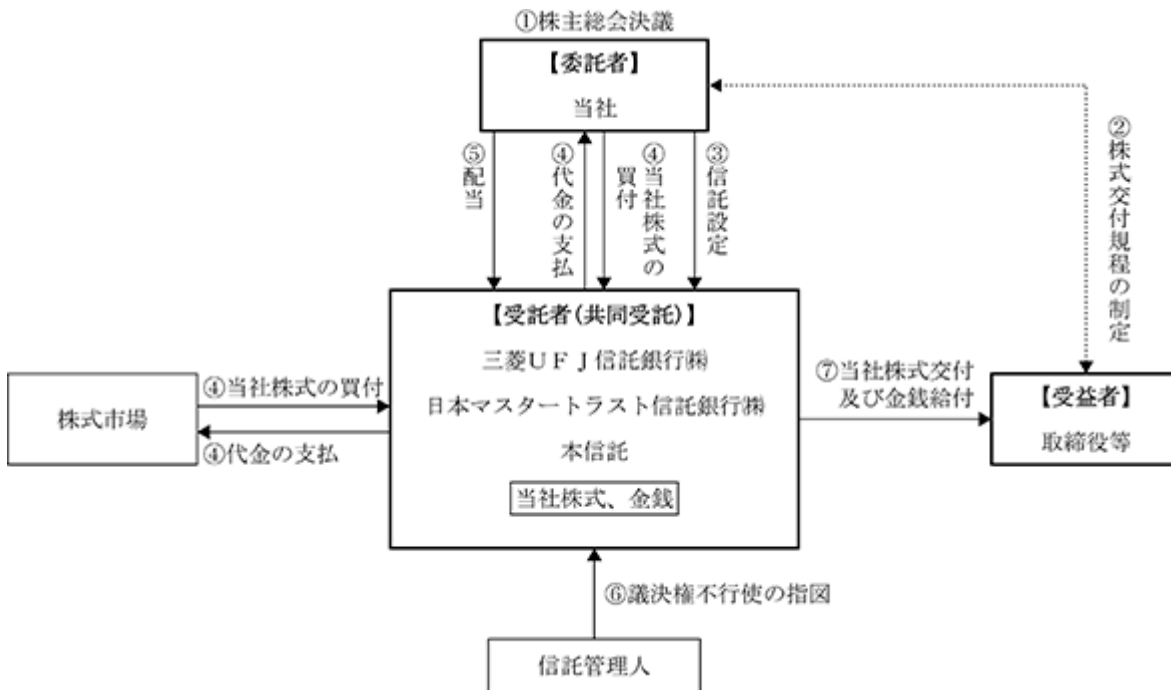 ①株主総会決議
【委託者】
当社
⑤配当
④代金の支払
④当社株式の
買付
③信託設定
②株式交付規程の制定
【受託者(共同受託)】
三菱UFJ信託銀行㈱
日本マスタートラスト信託銀行㈱
本信託
当社株式、金銭
株式市場
④当社株式の買付
④代金の支払
⑦当社株式交付
及び金銭給付
【受益者】
取締役等
⑥議決権不行使の指図
信託管理人